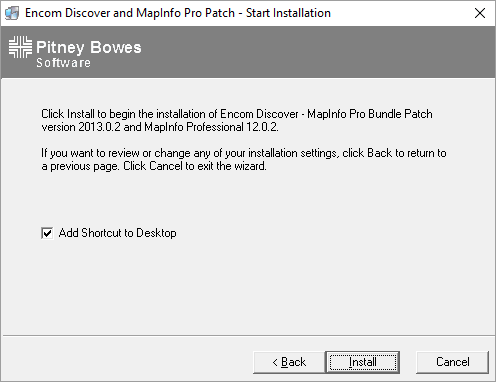 Encom Discover and MapInfo Pro Patch - Start Installation
Pitney Bowes
Software
Click Install to begin the installation of Encom Discover - MapInfo Pro Bundle Patch
version 2013.0.2 and MapInfo Professional 12.0.2.
If you want to review or change any of your installation settings, click Back to return to
a previous page. Click Cancel to exit the wizard.
Add Shortcut to Desktop
< Back
Install
Cancel